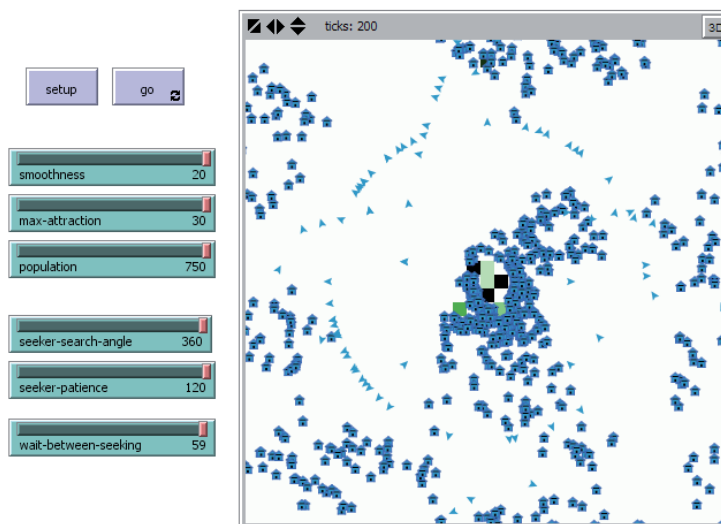 ticks: 200
3D
setup
go
smoothness 20
max-attraction 30
population 750
seeker-search-angle 360
seeker-patience 120
wait-between-seeking 59